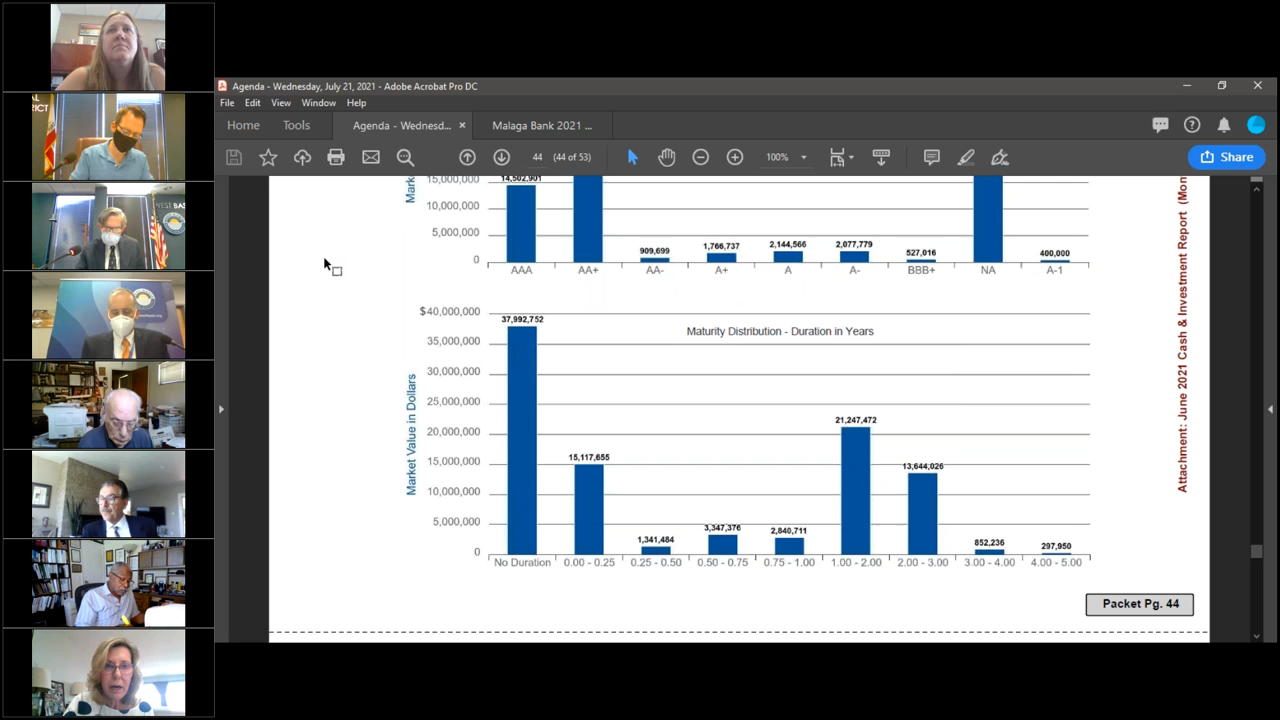 Agenda - Wednesday, July 21, 2021 - Adobe Acrobat Pro DC
File Edit View Window Help
Home Tools Agenda - Wednesd... × Malaga Bank 2021 ...
44 (44 of 53) 100% Share
15,000,000
10,000,000
5,000,000
0
14,502,901
909,699
1,766,737
2,144,566
2,077,779
527,016
400,000
AAA AA+ AA- A+ A A- BBB+ NA A-1
Maturity Distribution - Duration in Years
Market Value in Dollars
$40,000,000
35,000,000
30,000,000
25,000,000
20,000,000
15,000,000
10,000,000
5,000,000
0
37,992,752
15,117,655
1,341,484
3,347,376
2,840,711
21,247,472
13,644,026
852,236
297,950
No Duration 0.00 - 0.25 0.25 - 0.50 0.50 - 0.75 0.75 - 1.00 1.00 - 2.00 2.00 - 3.00 3.00 - 4.00 4.00 - 5.00
Attachment: June 2021 Cash & Investment Report (Mon
Packet Pg. 44